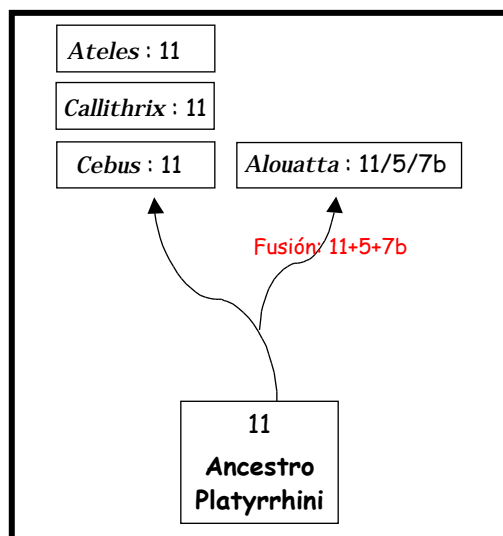 Ateles : 11
Callithrix : 11
Cebus : 11
Alouatta : 11/5/7b
Fusión: 11+5+7b
11
Ancestro
Platyrrhini